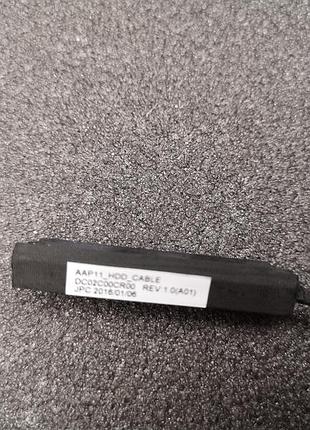 AAP11_HDD_CABLE
DC02C00CR00 REV:1.0(A01)
JPC 2016/01/06